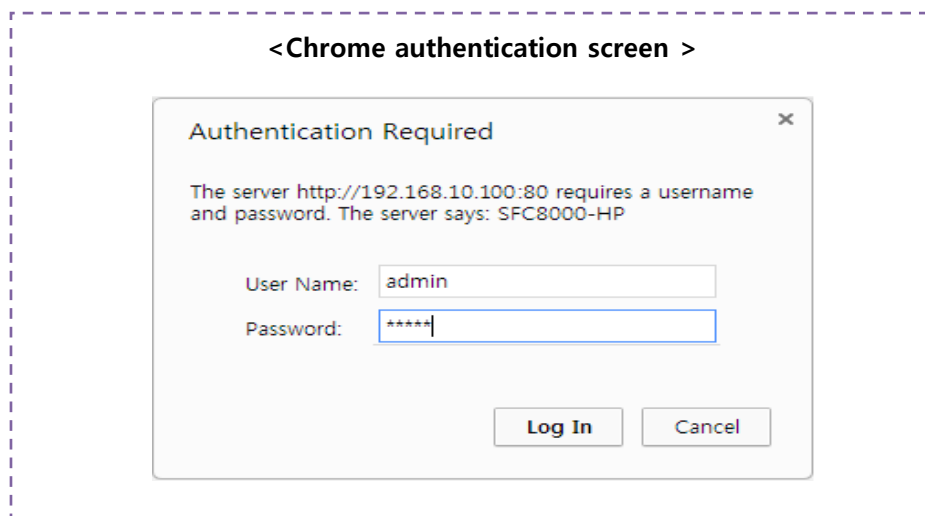 <Chrome authentication screen >
Authentication Required
×
The server http://192.168.10.100:80 requires a username
and password. The server says: SFC8000-HP
User Name: admin
Password: *****
Log In Cancel